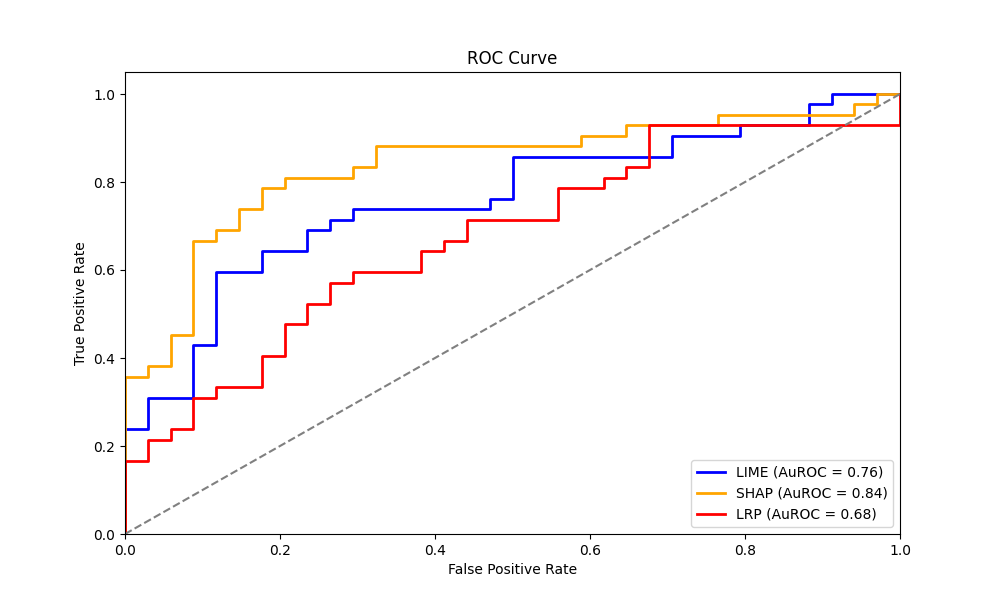 ROC Curve
True Positive Rate
1.0
0.8
0.6
0.4
0.2
0.0
0.0 0.2 0.4 0.6 0.8 1.0
False Positive Rate
LIME (AuROC = 0.76)
SHAP (AuROC = 0.84)
LRP (AuROC = 0.68)